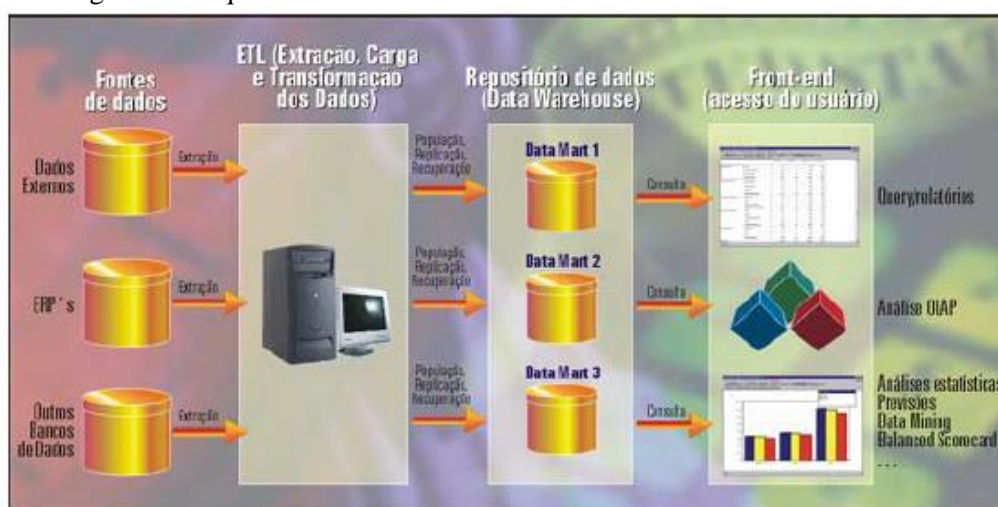 Fontes
de dados
ETL (Extração, Carga
e Transformação
dos Dados)
Repositório de dados
(Data Warehouse)
Front-end
(acesso do usuário)
Dados
Externos
Extração
População,
Replicação,
Recuperação
Data Mart 1
Consulta
Query/relatórios
ERP´s
Extração
População,
Replicação,
Recuperação
Data Mart 2
Consulta
Análise OLAP
Outros
Bancos
de Dados
Extração
População,
Replicação,
Recuperação
Data Mart 3
Consulta
Análises estatísticas
Previsões
Data Mining
Balanced Scorecard
. . .